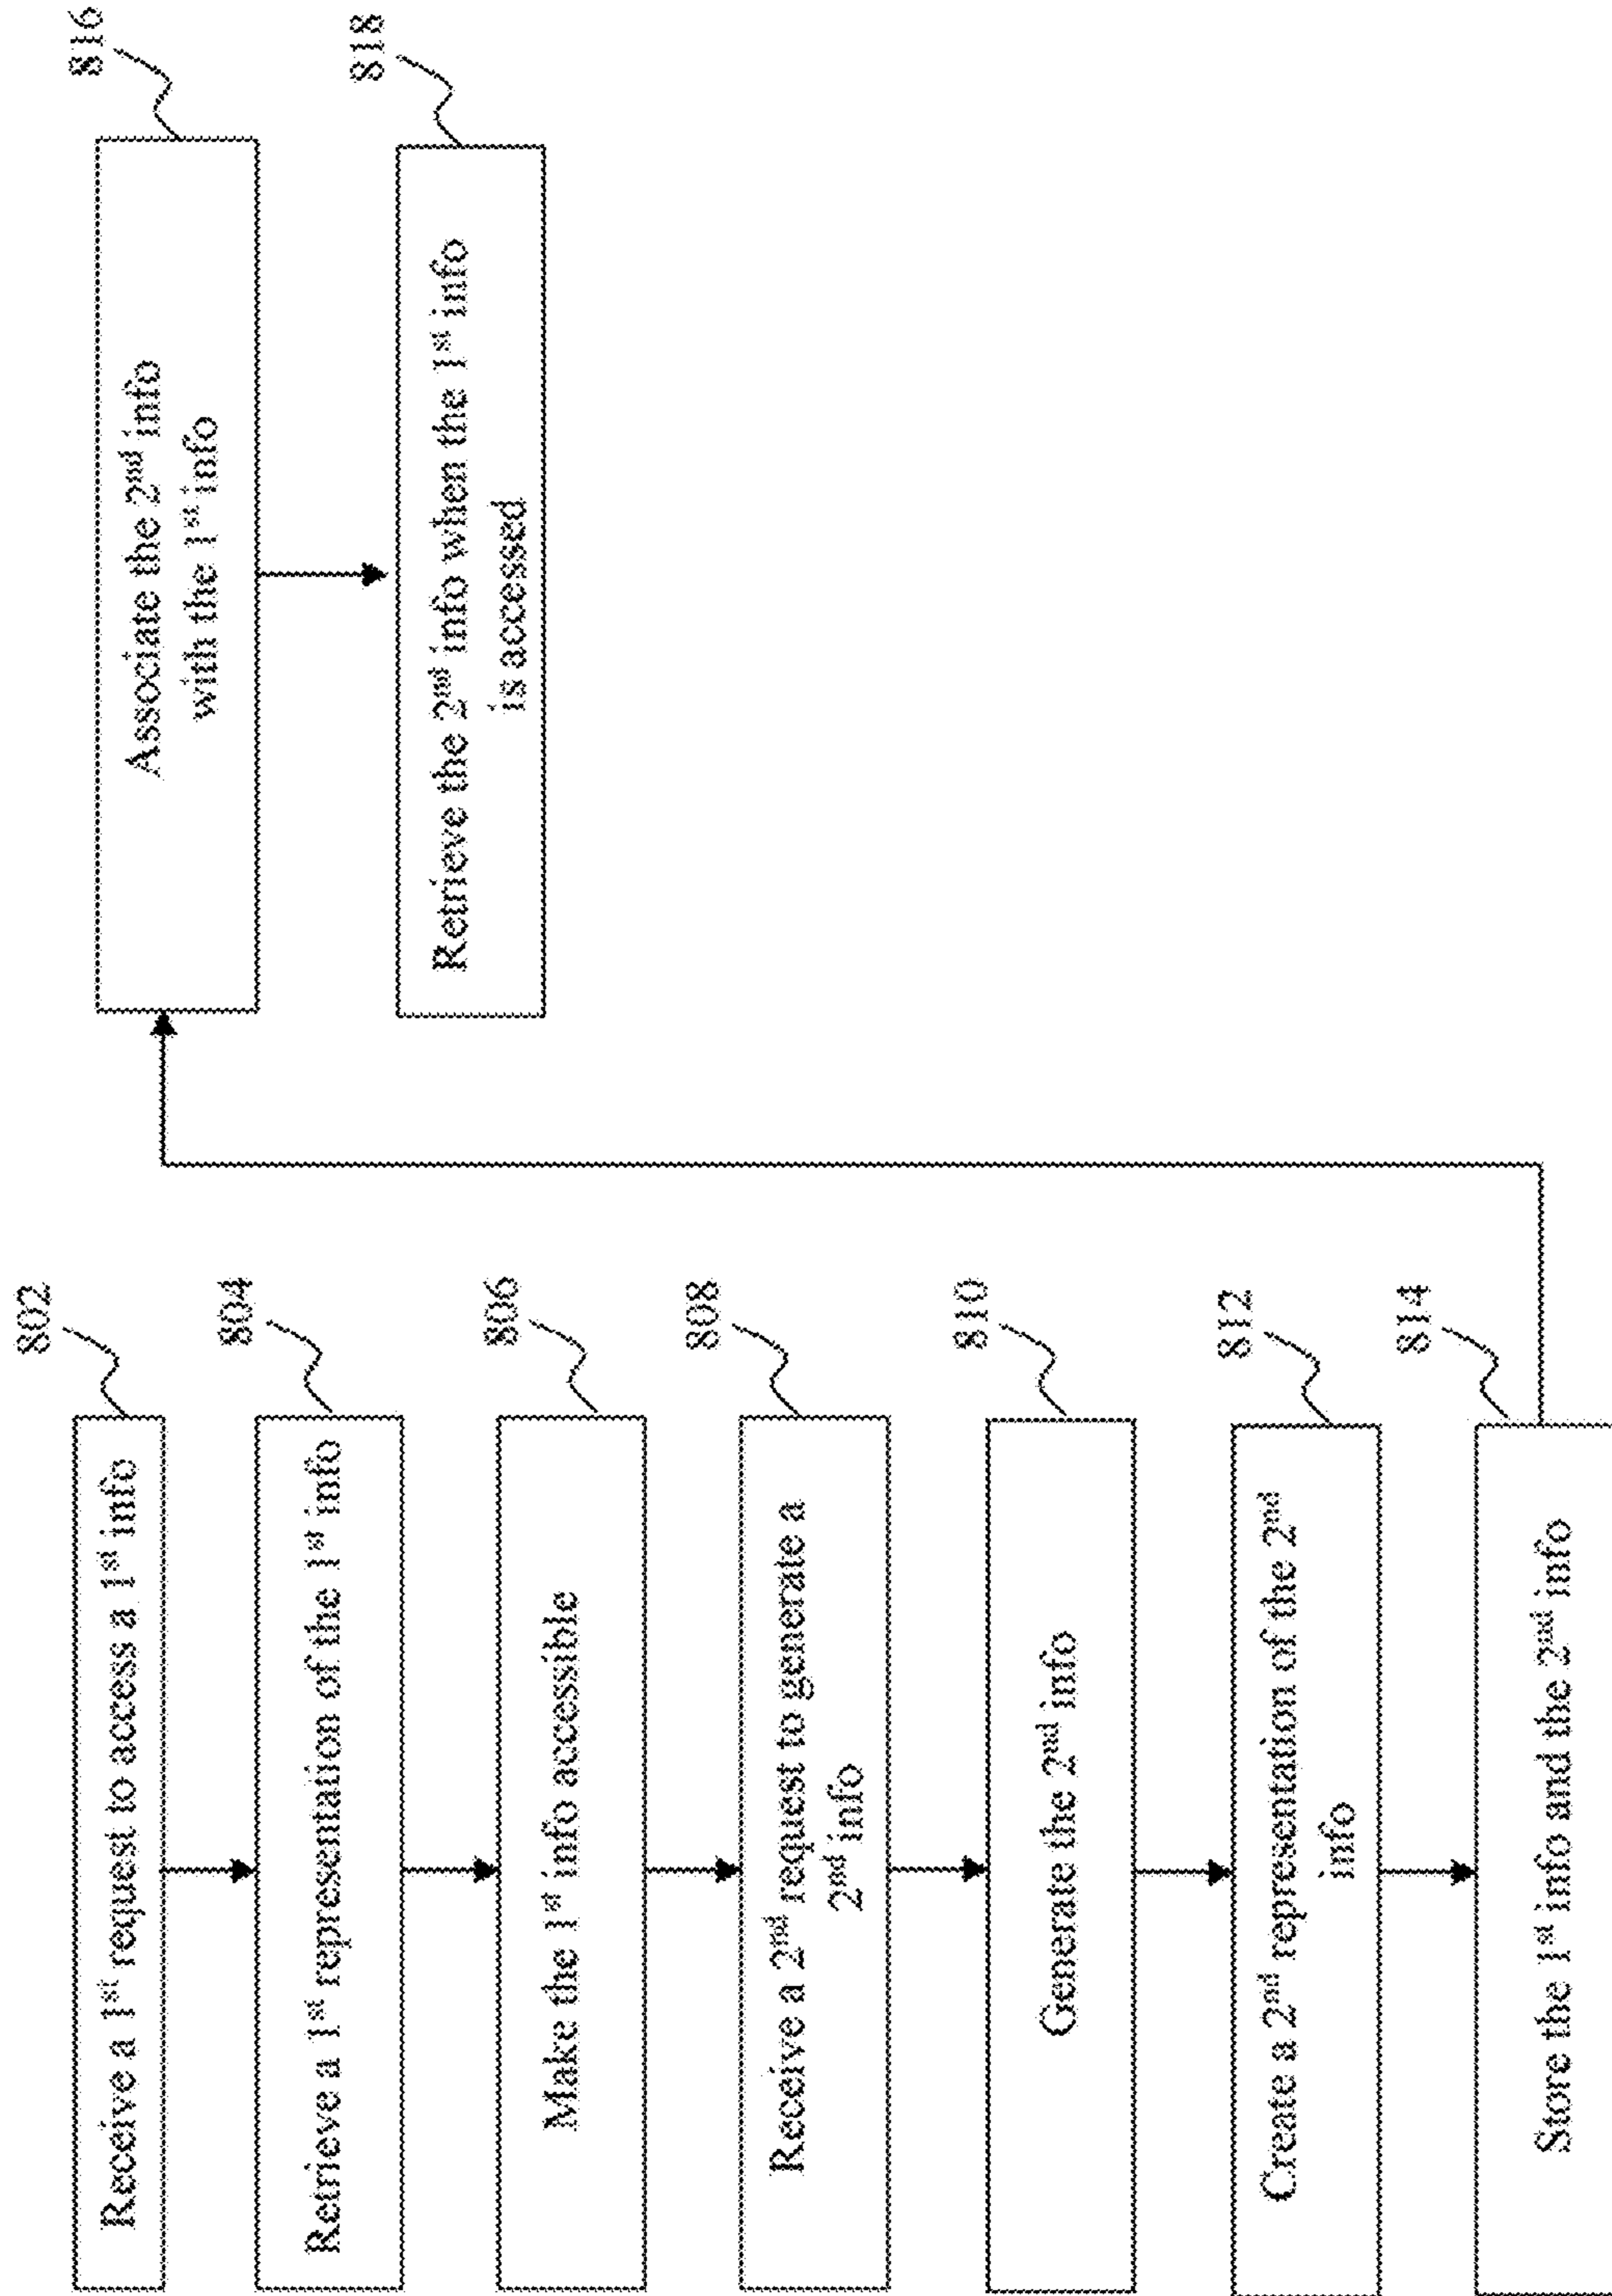 802
Receive a 1st request to access a 1st info
804
Retrieve a 1st representation of the 1st info
806
Make the 1st info accessible
808
Receive a 2nd request to generate a
2nd info
810
Generate the 2nd info
812
Create a 2nd representation of the 2nd
info
814
Store the 1st info and the 2nd info
816
Associate the 2nd info
with the 1st info
818
Retrieve the 2nd info when the 1st info
is accessed